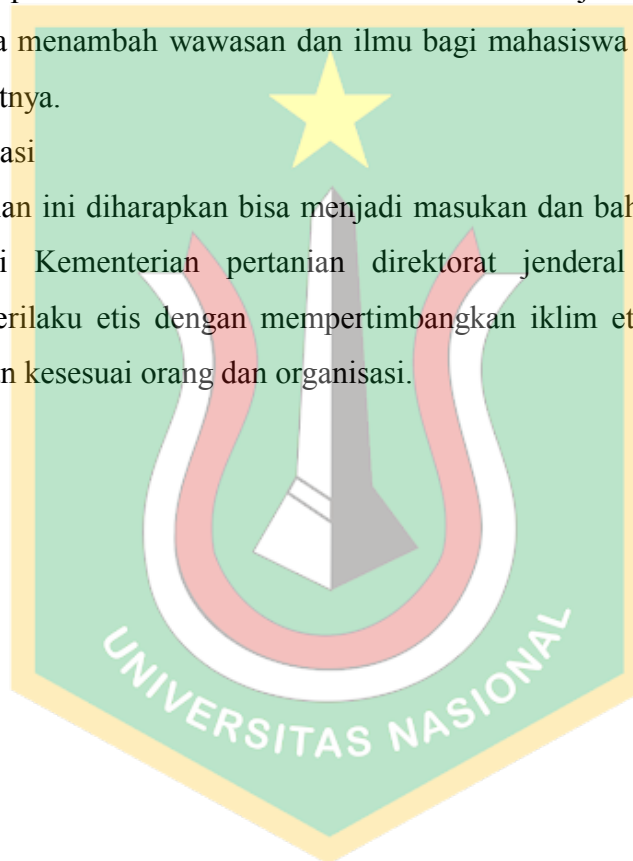 a menambah wawasan dan ilmu bagi mahasiswa
tnya.
asi
an ini diharapkan bisa menjadi masukan dan bah
i Kementerian pertanian direktorat jenderal
erilaku etis dengan mempertimbangkan iklim et
n kesesuai orang dan organisasi.
UNIVERSITAS NASIONAL